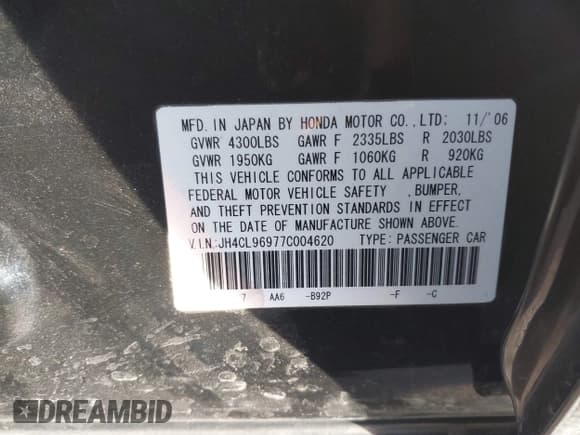 MFD. IN JAPAN BY HONDA MOTOR CO., LTD: 11/'06
GVWR 4300LBS GAWR F 2335LBS R 2030LBS
GVWR 1950KG GAWR F 1060KG R 920KG
THIS VEHICLE CONFORMS TO ALL APPLICABLE
FEDERAL MOTOR VEHICLE SAFETY ,BUMPER,
AND THEFT PREVENTION STANDARDS IN EFFECT
ON THE DATE OF MANUFACTURE SHOWN ABOVE.
V.I.N:JH4CL96977C004620 TYPE: PASSENGER CAR
7 AA6 -B92P -F -C
DREAMBID